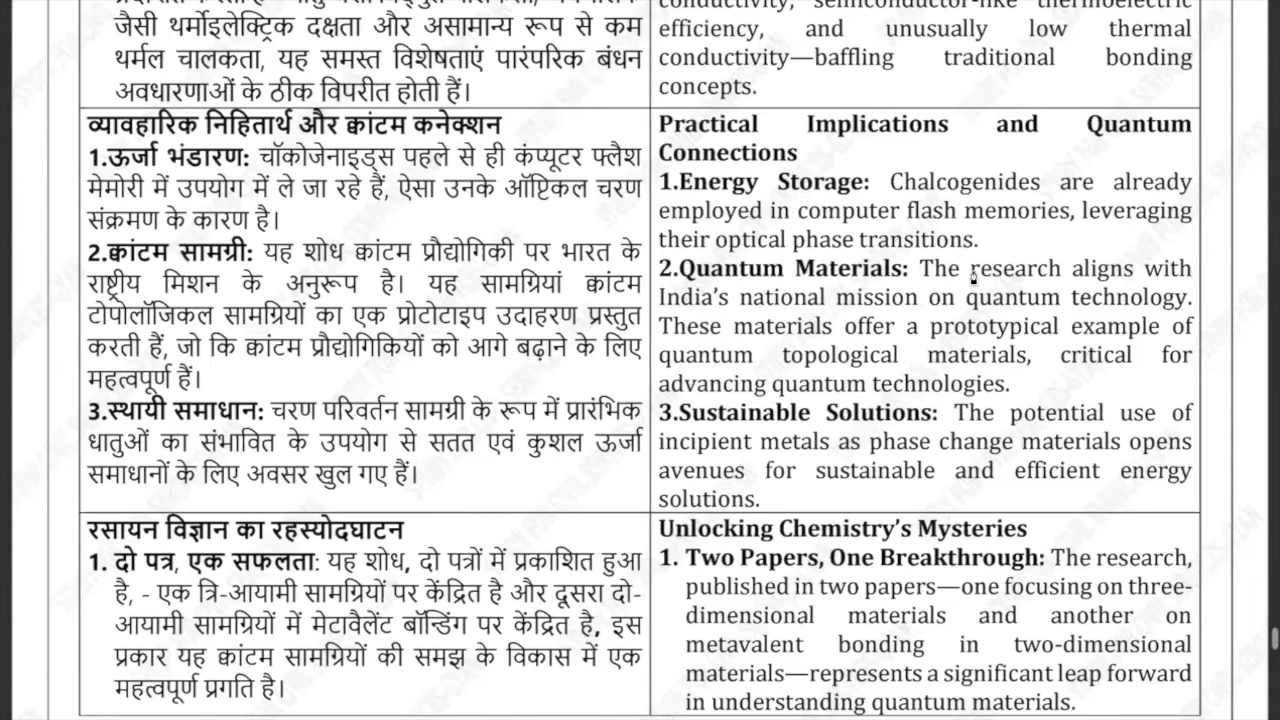 जैसी थर्मोइलेक्ट्रिक दक्षता और असामान्य रूप से कम
थर्मल चालकता, यह समस्त विशेषताएं पारंपरिक बंधन
अवधारणाओं के ठीक विपरीत होती हैं।
conductivity, semiconductor-like thermoelectric
efficiency, and unusually low thermal
conductivity—baffling traditional bonding
concepts.
व्यावहारिक निहितार्थ और क्वांटम कनेक्शन
1.ऊर्जा भंडारण: चॉकोजेनाइड्स पहले से ही कंप्यूटर फ्लैश
मेमोरी में उपयोग में ले जा रहे हैं, ऐसा उनके ऑप्टिकल चरण
संक्रमण के कारण है।
2.क्वांटम सामग्री: यह शोध क्वांटम प्रौद्योगिकी पर भारत के
राष्ट्रीय मिशन के अनुरूप है। यह सामग्रियां क्वांटम
टोपोलॉजिकल सामग्रियों का एक प्रोटोटाइप उदाहरण प्रस्तुत
करती हैं, जो कि क्वांटम प्रौद्योगिकियों को आगे बढ़ाने के लिए
महत्वपूर्ण हैं।
3.स्थायी समाधान: चरण परिवर्तन सामग्री के रूप में प्रारंभिक
धातुओं का संभावित के उपयोग से सतत एवं कुशल ऊर्जा
समाधानों के लिए अवसर खुल गए हैं।
Practical Implications and Quantum
Connections
1.Energy Storage: Chalcogenides are already
employed in computer flash memories, leveraging
their optical phase transitions.
2.Quantum Materials: The research aligns with
India’s national mission on quantum technology.
These materials offer a prototypical example of
quantum topological materials, critical for
advancing quantum technologies.
3.Sustainable Solutions: The potential use of
incipient metals as phase change materials opens
avenues for sustainable and efficient energy
solutions.
रसायन विज्ञान का रहस्योदघाटन
1. दो पत्र, एक सफलता: यह शोध, दो पत्रों में प्रकाशित हुआ
है, - एक त्रि-आयामी सामग्रियों पर केंद्रित है और दूसरा दो-
आयामी सामग्रियों में मेटावैलेंट बॉन्डिंग पर केंद्रित है, इस
प्रकार यह क्वांटम सामग्रियों की समझ के विकास में एक
महत्वपूर्ण प्रगति है।
Unlocking Chemistry’s Mysteries
1. Two Papers, One Breakthrough: The research,
published in two papers—one focusing on three-
dimensional materials and another on
metavalent bonding in two-dimensional
materials—represents a significant leap forward
in understanding quantum materials.